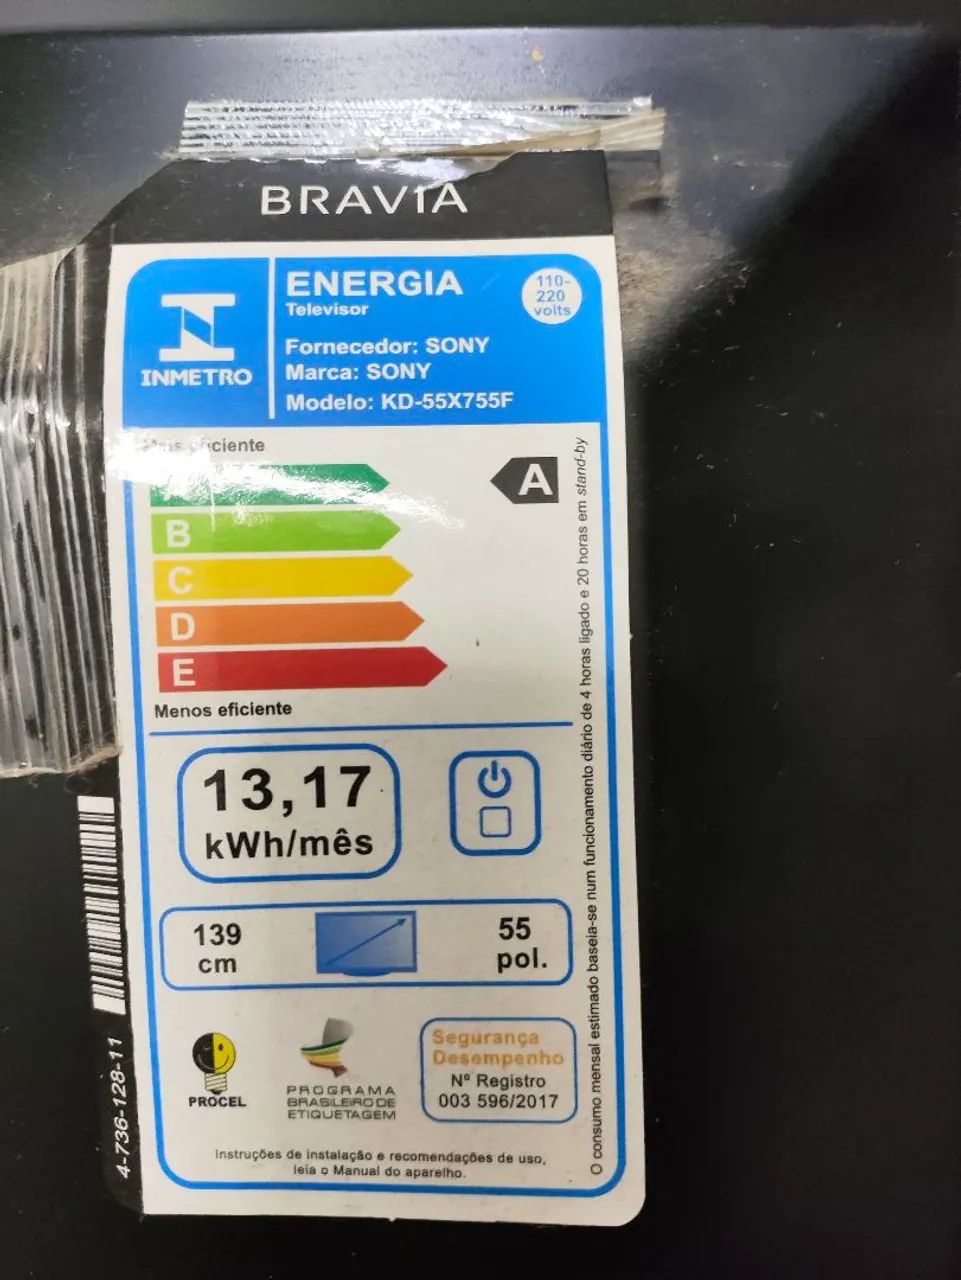 BRAVIA
INMETRO
ENERGIA
Televisor
110-
220
volts
Fornecedor: SONY
Marca: SONY
Modelo: KD-55X755F
Mais eficiente
A
A
B
C
D
E
Menos eficiente
13,17
kWh/mês
139
cm
55
pol.
PROCEL
PROGRAMA
BRASILEIRO DE
ETIQUETAGEM
Segurança
Desempenho
Nº Registro
003 596/2017
Instruções de instalação e recomendações de uso,
leia o Manual do aparelho.
O consumo mensal estimado baseia-se num funcionamento diário de 4 horas ligado e 20 horas em stand-by
4-736-128-11